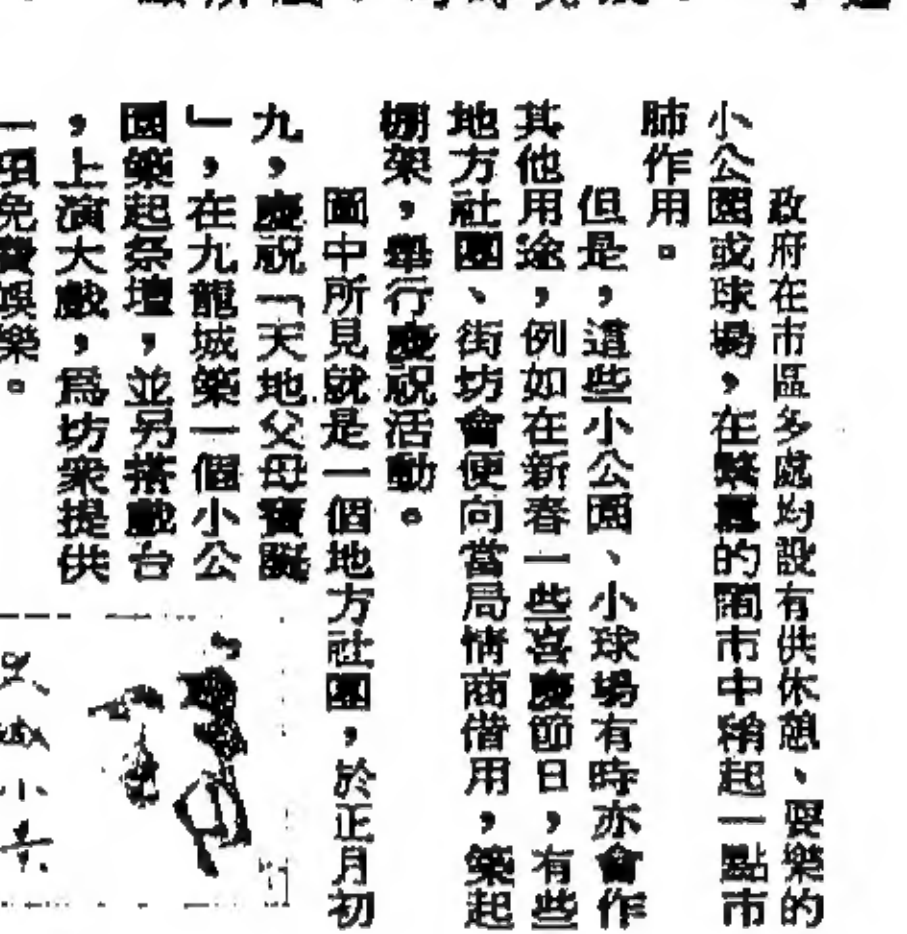 政府在市區多處均設有供休憩、耍樂的
小公園或球場，在繁囂的鬧市中稍起一點市
肺作用。
但是，這些小公園、小球場有時亦會作
其他用途，例如在新春一些喜慶節日，有些
地方社團、街坊會便向當局情商借用，築起
棚架，舉行慶祝活動。
圖中所見就是一個地方社團，於正月初
九，慶祝「天地父母寶誕
」，在九龍城築一個小公
園築起祭壇，並另搭戲台
，上演大戲，爲坊衆提供
一項免費娛樂。